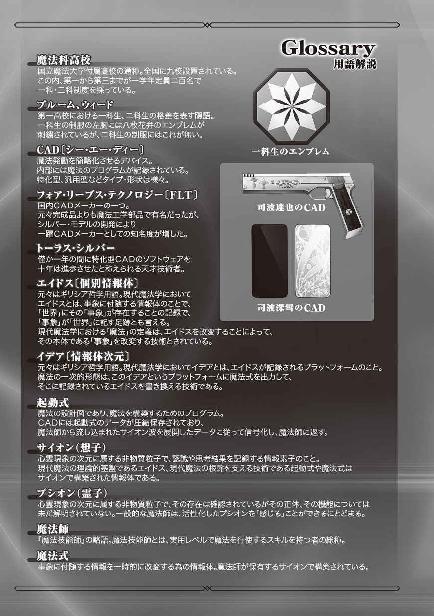 Glossary
用語解説
魔法科高校
国立魔法大学付属高校の通称。全国に九校設置されている。
この内、第一から第三までが一学年定員二百名で
一科・二科制度を採っている。
ブルーム、ウィード
第一高校における一科生、二科生の格差を表す隠語。
一科生の制服の左胸には八枚花弁のエンブレムが
刺繍されているが、二科生の制服にはこれが無い。
一科生のエンブレム
CAD[シー・エー・ディー]
魔法発動を簡略化させるデバイス。
内部には魔法のプログラムが記録されている。
特化型、汎用型などタイプ・形状は様々。
フォア・リーブス・テクノロジー[FLT]
国内CADメーカーの一つ。
元々完成品よりも魔法工学部品で有名だったが、
シルバー・モデルの開発により
一躍CADメーカーとしての知名度が増した。
司波達也のCAD
トーラス・シルバー
僅か一年の間に特化型CADのソフトウェアを
十年は進歩させたと称えられる天才技術者。
司波深雪のCAD
エイドス[個別情報体]
元々はギリシア哲学用語。現代魔法学において
エイドスとは、事象に付随する情報体のことで、
「世界」にその「事象」が存在することの記録で、
「事象」が「世界」に記す足跡とも言える。
現代魔法学における「魔法」の定義は、エイドスを改変することによって、
その本体である「事象」を改変する技術とされている。
イデア[情報体次元]
元々はギリシア哲学用語。現代魔法学においてイデアとは、エイドスが記録されるプラットフォームのこと。
魔法の一次的形態は、このイデアというプラットフォームに魔法式を出力して、
そこに記録されているエイドスを書き換える技術である。
起動式
魔法の設計図であり、魔法を構築するためのプログラム。
CADには起動式のデータが圧縮保存されており、
魔法師から流し込まれたサイオン波を展開したデータに従って信号化し、魔法師に返す。
サイオン(想子)
心霊現象の次元に属する非物質粒子で、認識や思考結果を記録する情報素子のこと。
現代魔法の理論的基盤であるエイドス、現代魔法の根幹を支える技術である起動式や魔法式は
サイオンで構築された情報体である。
プシオン(霊子)
心霊現象の次元に属する非物質粒子で、その存在は確認されているがその正体、その機能については
未だ解明されていない。一般的な魔法師は、活性化したプシオンを「感じる」ことができるにとどまる。
魔法師
『魔法技能師』の略語。魔法技能師とは、実用レベルで魔法を行使するスキルを持つ者の総称。
魔法式
事象に付随する情報を一時的に改変する為の情報体。魔法師が保有するサイオンで構築されている。